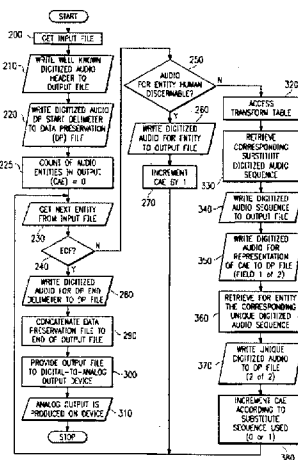 START
200
GET INPUT FILE
210
WRITE WELL KNOWN
DIGITIZED AUDIO
HEADER TO
OUTPUT FILE
220
WRITE DIGITIZED AUDIO
DP START DELIMETER
TO DATA PRESERVATION
(DP) FILE
225
COUNT OF AUDIO
ENTITIES IN OUTPUT
(CAE) = 0
GET NEXT ENTITY
FROM INPUT FILE
230
EOF?
240
Y
N
WRITE DIGITIZED
AUDIO FOR DP END
DELIMETER TO DP FILE
280
CONCATENATE DATA
PRESERVATION FILE TO
END OF OUTPUT FILE
290
PROVIDE OUTPUT FILE
TO DIGITAL-TO-ANALOG
OUTPUT DEVICE
300
ANALOG OUTPUT IS
PRODUCED ON DEVICE
310
STOP
250
AUDIO
FOR ENTITY HUMAN
DISCERNABLE?
N
Y
260
WRITE DIGITIZED
AUDIO FOR ENTITY
TO OUTPUT FILE
INCREMENT
CAE BY 1
270
320
ACCESS
TRANSFORM TABLE
RETRIEVE
CORRESPONDING
SUBSTITUTE
DIGITIZED AUDIO
SEQUENCE
330
WRITE DIGITIZED
AUDIO SEQUENCE
TO OUTPUT FILE
340
WRITE DIGITIZED
AUDIO FOR
REPRESENTATION
OF CAE TO DP FILE
(FIELD 1 of 2)
350
RETRIEVE FOR ENTITY
THE CORRESPONDING
UNIQUE DIGITIZED
AUDIO SEQUENCE
360
WRITE UNIQUE
DIGITIZED AUDIO
TO DP FILE
(2 of 2)
370
INCREMENT CAE
ACCORDING TO
SUBSTITUTE
SEQUENCE USED
(0 or 1)
380